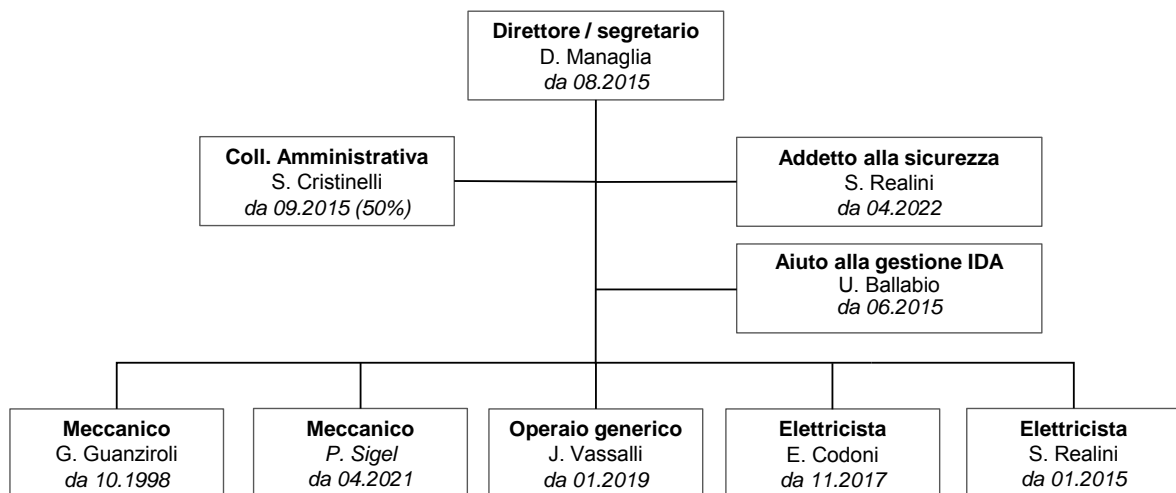 Direttore / segretario
D. Managlia
da 08.2015
Coll. Amministrativa
S. Cristinelli
da 09.2015 (50%)
Addetto alla sicurezza
S. Realini
da 04.2022
Aiuto alla gestione IDA
U. Ballabio
da 06.2015
Meccanico
G. Guanziroli
da 10.1998
Meccanico
P. Sigel
da 04.2021
Operaio generico
J. Vassalli
da 01.2019
Elettricista
E. Codoni
da 11.2017
Elettricista
S. Realini
da 01.2015